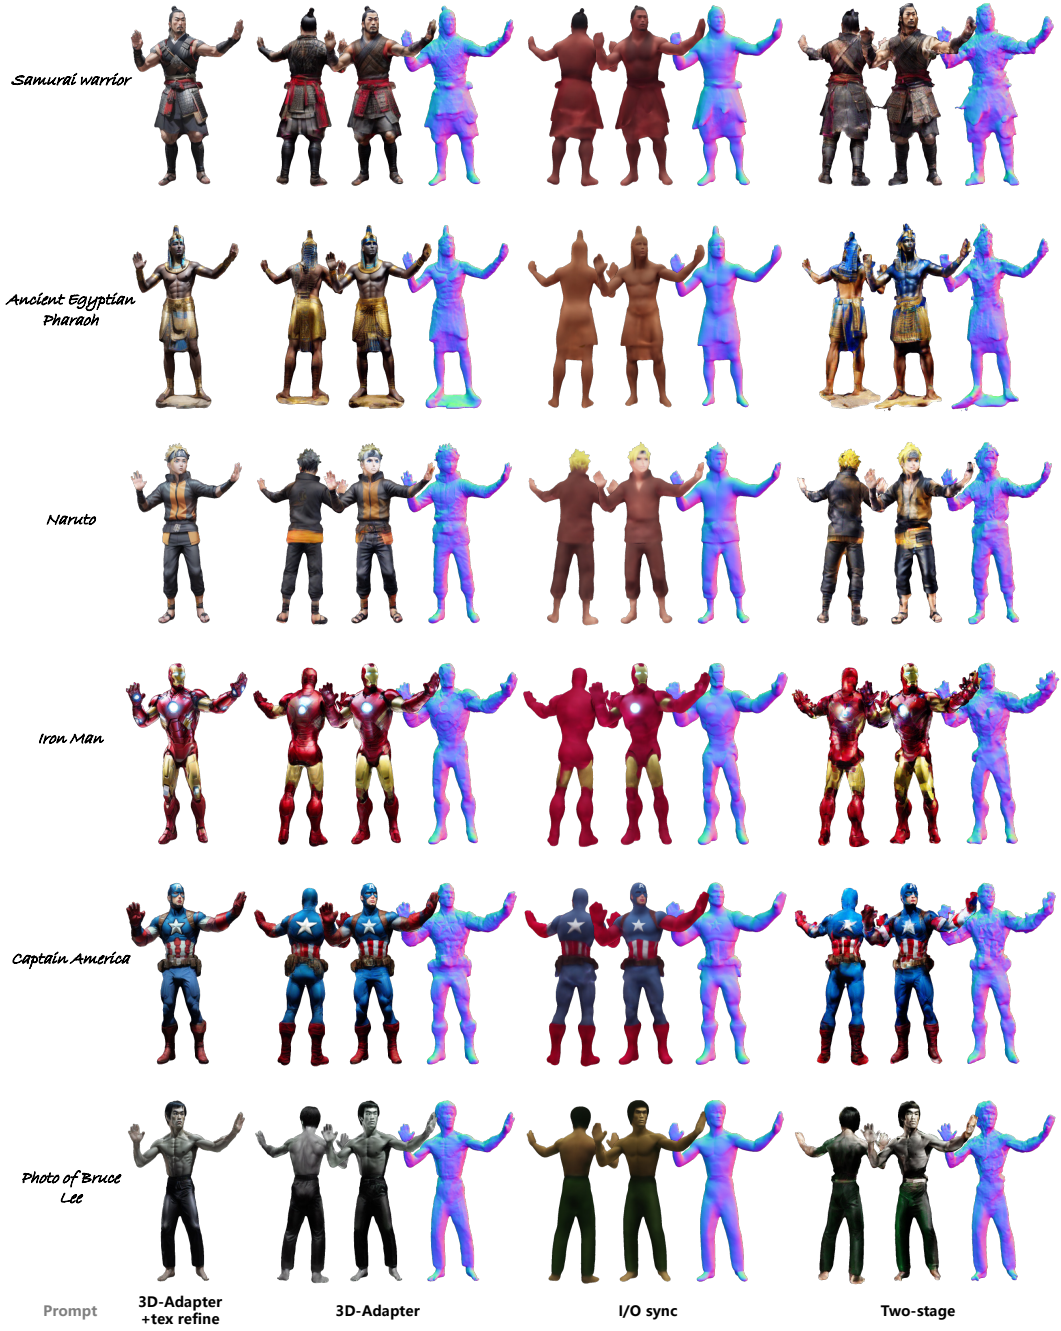 Samurai warrior
Ancient Egyptian
Pharaoh
Naruto
Iron Man
Captain America
Photo of Bruce
Lee
Prompt
3D-Adapter
+tex refine
3D-Adapter
I/O sync
Two-stage